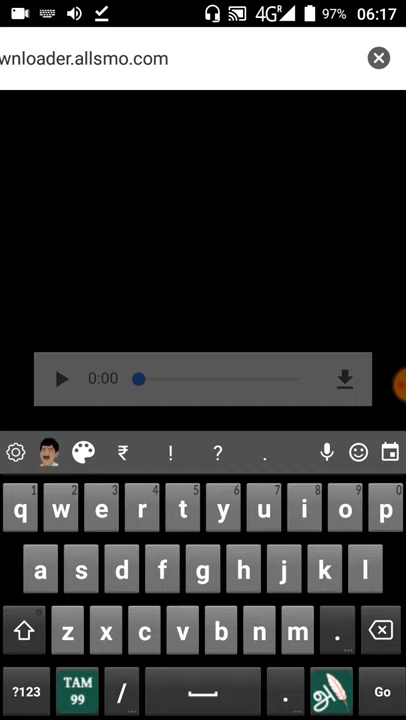 4G R 97% 06:17
wnloader.allsmo.com
0:00
₹ ! ? .
1 2 3 4 5 6 7 8 9 0
q w e r t y u i o p
a s d f g h j k l
z x c v b n m .
?123 TAM 99 / . அ Go